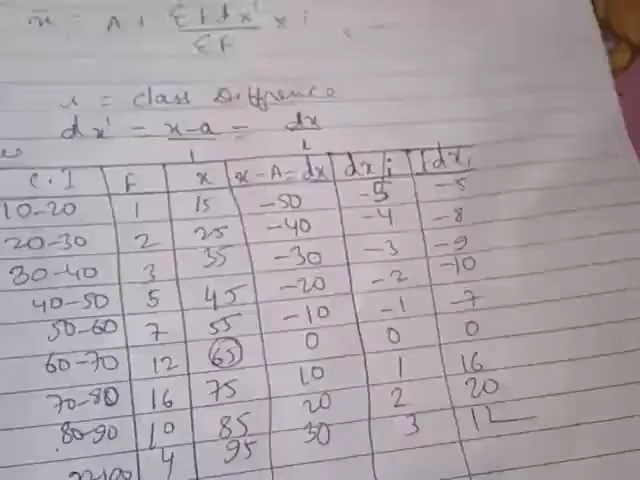 x̄ = A + Σfdx' × i
ΣF
i = class Difference
dx' = x-a = dx
i i
C.I F x x-A=dx dx/i fdx'
10-20 1 15 -50 -5 -5
20-30 2 25 -40 -4 -8
30-40 3 35 -30 -3 -9
40-50 5 45 -20 -2 -10
50-60 7 55 -10 -1 -7
60-70 12 65 0 0 0
70-80 16 75 10 1 16
80-90 10 85 20 2 20
4 95 30 3 12